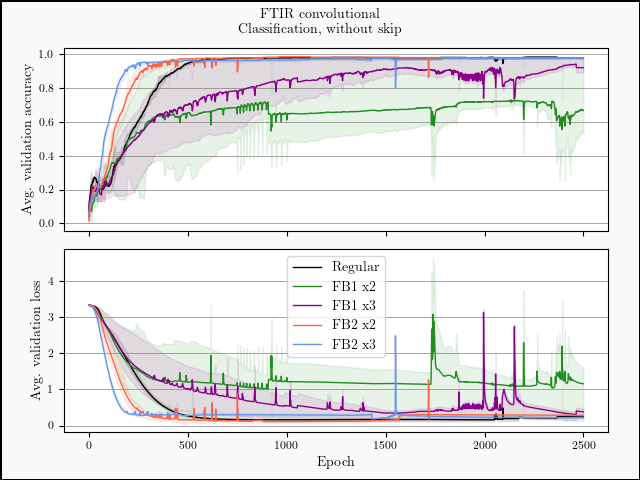 FTIR convolutional
Classification, without skip
Avg. validation accuracy
1.0
0.8
0.6
0.4
0.2
0.0
Avg. validation loss
4
3
2
1
0
Regular
FB1 x2
FB1 x3
FB2 x2
FB2 x3
0
500
1000
1500
2000
2500
Epoch